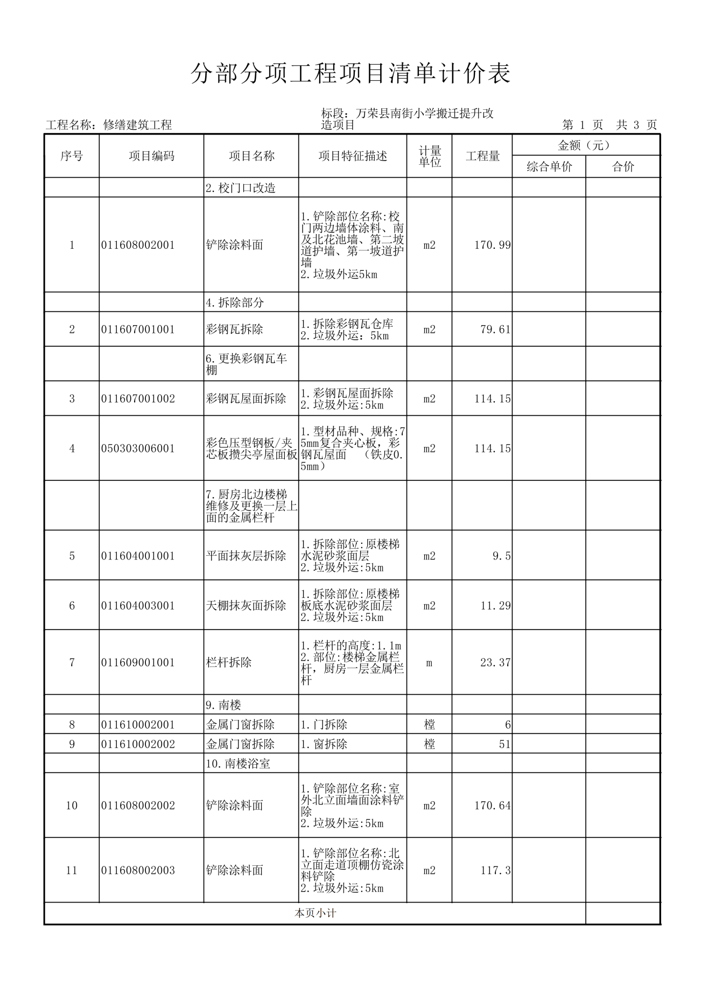 分部分项工程项目清单计价表
工程名称：修缮建筑工程
标段：万荣县南街小学搬迁提升改
造项目
第 1 页 共 3 页
序号 项目编码 项目名称 项目特征描述 计量
单位 工程量 金额（元）
综合单价 合价
2.校门口改造
1 011608002001 铲除涂料面
1.铲除部位名称:校
门两边墙体涂料、南
及北花池墙、第二坡
道护墙、第一坡道护
墙
2.垃圾外运5km
m2 170.99
4.拆除部分
2 011607001001 彩钢瓦拆除
1.拆除彩钢瓦仓库
2.垃圾外运：5km
m2 79.61
6.更换彩钢瓦车
棚
3 011607001002 彩钢瓦屋面拆除
1.彩钢瓦屋面拆除
2.垃圾外运:5km
m2 114.15
4 050303006001
彩色压型钢板/夹
芯板攒尖亭屋面板
1.型材品种、规格:7
5mm复合夹心板，彩
钢瓦屋面 （铁皮0.
5mm）
m2 114.15
7.厨房北边楼梯
维修及更换一层上
面的金属栏杆
5 011604001001 平面抹灰层拆除
1.拆除部位:原楼梯
水泥砂浆面层
2.垃圾外运:5km
m2 9.5
6 011604003001 天棚抹灰面拆除
1.拆除部位:原楼梯
板底水泥砂浆面层
2.垃圾外运:5km
m2 11.29
7 011609001001 栏杆拆除
1.栏杆的高度:1.1m
2.部位:楼梯金属栏
杆，厨房一层金属栏
杆
m 23.37
9.南楼
8 011610002001 金属门窗拆除 1.门拆除 樘 6
9 011610002002 金属门窗拆除 1.窗拆除 樘 51
10.南楼浴室
10 011608002002 铲除涂料面
1.铲除部位名称:室
外北立面墙面涂料铲
除
2.垃圾外运:5km
m2 170.64
11 011608002003 铲除涂料面
1.铲除部位名称:北
立面走道顶棚仿瓷涂
料铲除
2.垃圾外运:5km
m2 117.3
本页小计